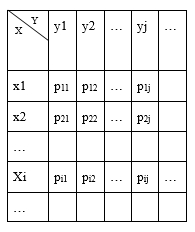 Y
X y1 y2 ... yj ...
x1 p11 p12 ... p1j
x2 p21 p22 ... p2j
...
Xi pi1 pi2 ... pij ...
...